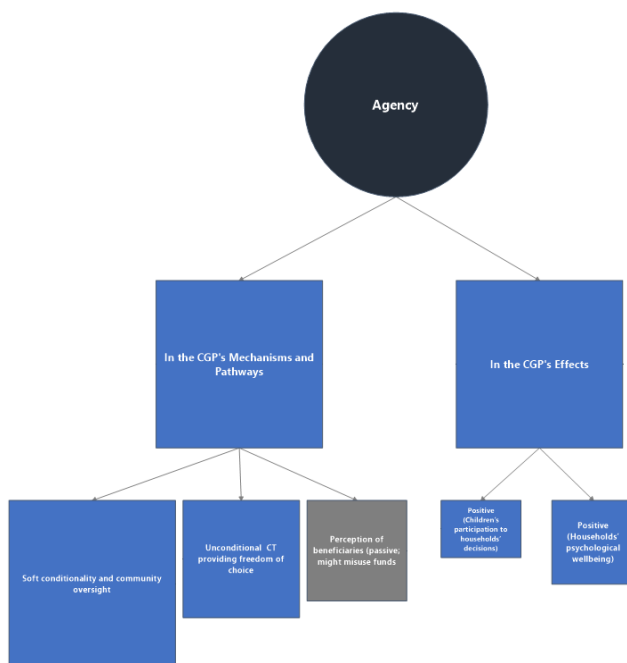 Agency
In the CGP's Mechanisms and
Pathways
In the CGP's Effects
Soft conditionality and community
oversight
Unconditional CT
providing freedom of
choice
Perception of
beneficiaries (passive;
might misuse funds
Positive
(Children's
participation to
households'
decisions)
Positive
(Households'
psychological
wellbeing)